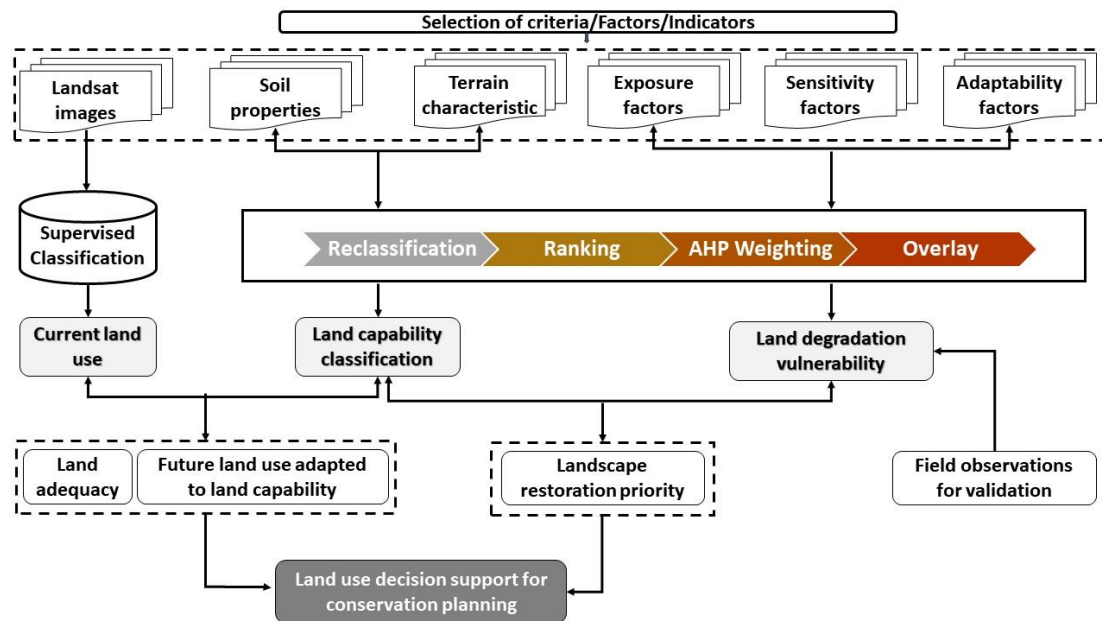 Selection of criteria/Factors/Indicators
Landsat
images
Soil
properties
Terrain
characteristic
Exposure
factors
Sensitivity
factors
Adaptability
factors
Supervised
Classification
Reclassification
Ranking
AHP Weighting
Overlay
Current land
use
Land capability
classification
Land degradation
vulnerability
Land
adequacy
Future land use adapted
to land capability
Landscape
restoration priority
Field observations
for validation
Land use decision support for
conservation planning